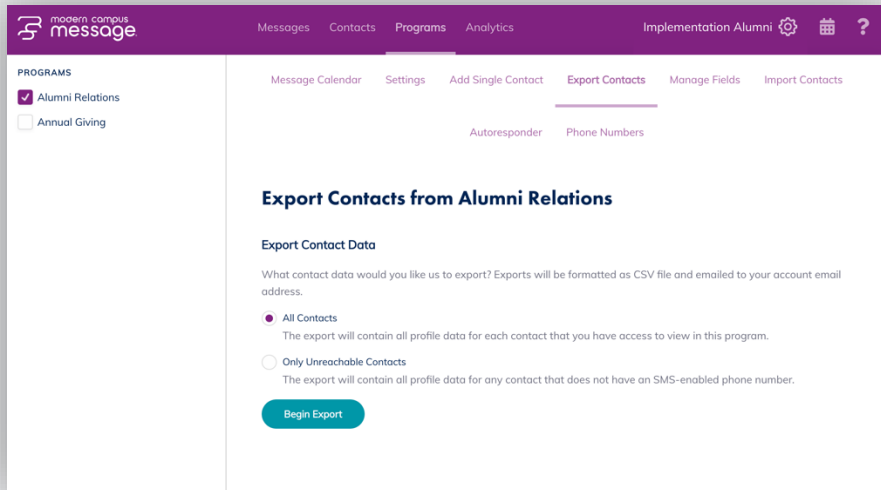 modern campus
message
Messages Contacts Programs Analytics Implementation Alumni ?
PROGRAMS
Alumni Relations
Annual Giving
Message Calendar Settings Add Single Contact Export Contacts Manage Fields Import Contacts
Autoresponder Phone Numbers
Export Contacts from Alumni Relations
Export Contact Data
What contact data would you like us to export? Exports will be formatted as CSV file and emailed to your account email
address.
All Contacts
The export will contain all profile data for each contact that you have access to view in this program.
Only Unreachable Contacts
The export will contain all profile data for any contact that does not have an SMS-enabled phone number.
Begin Export